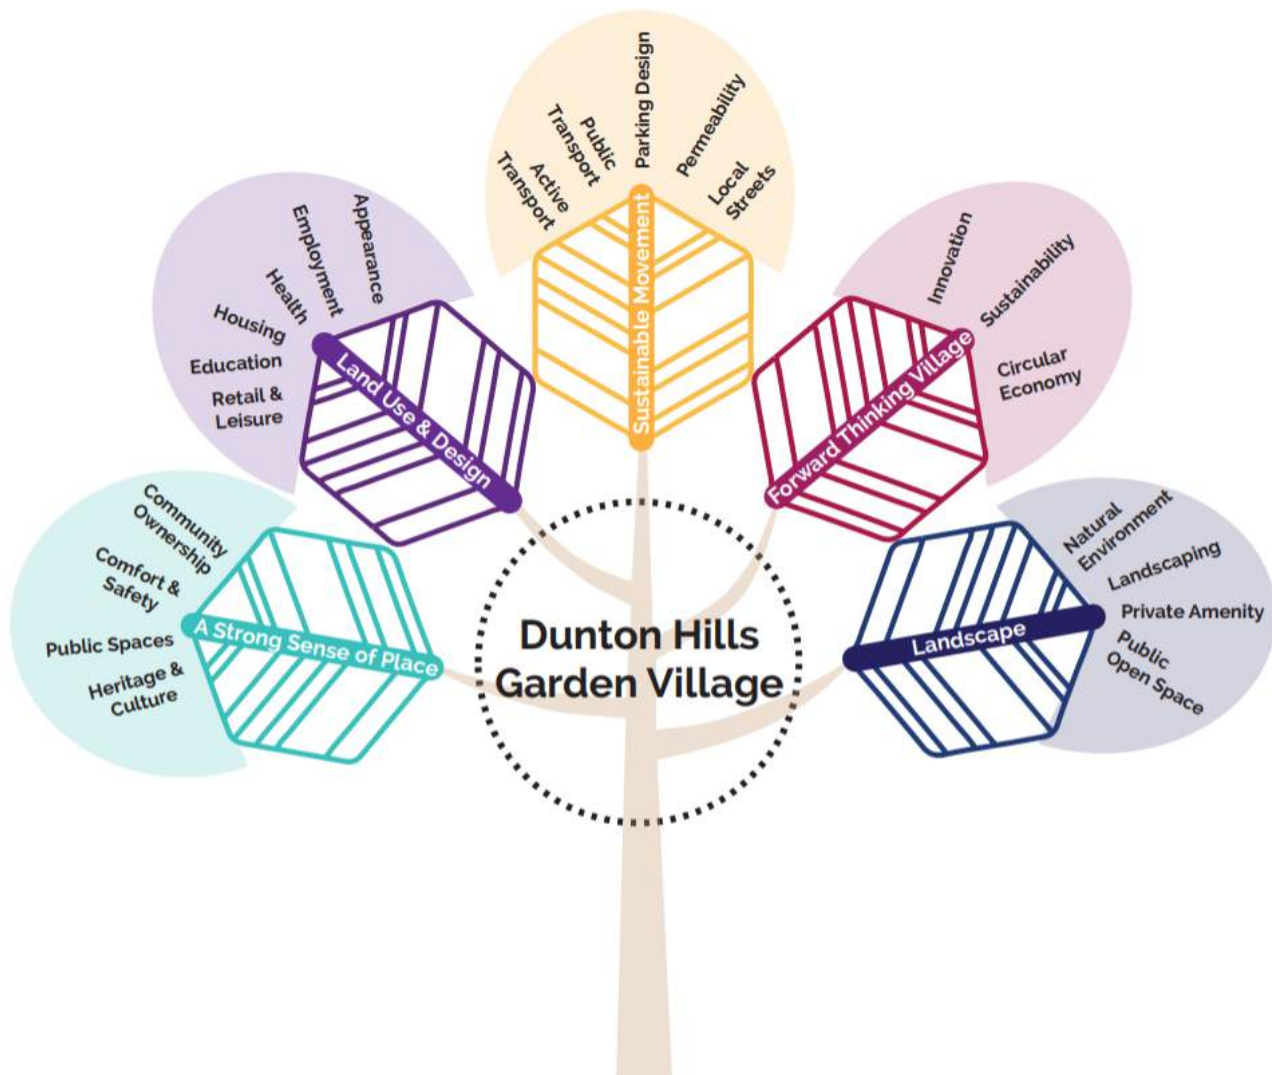 Community
Ownership
Comfort &
Safety
Public Spaces
Heritage &
Culture
A Strong Sense of Place
Appearance
Employment
Health
Housing
Education
Retail &
Leisure
Land Use & Design
Active
Transport
Public
Transport
Parking Design
Permeability
Local
Streets
Sustainable Movement
Innovation
Sustainability
Circular
Economy
Forward Thinking Village
Natural
Environment
Landscaping
Private Amenity
Public
Open Space
Landscape
Dunton Hills
Garden Village